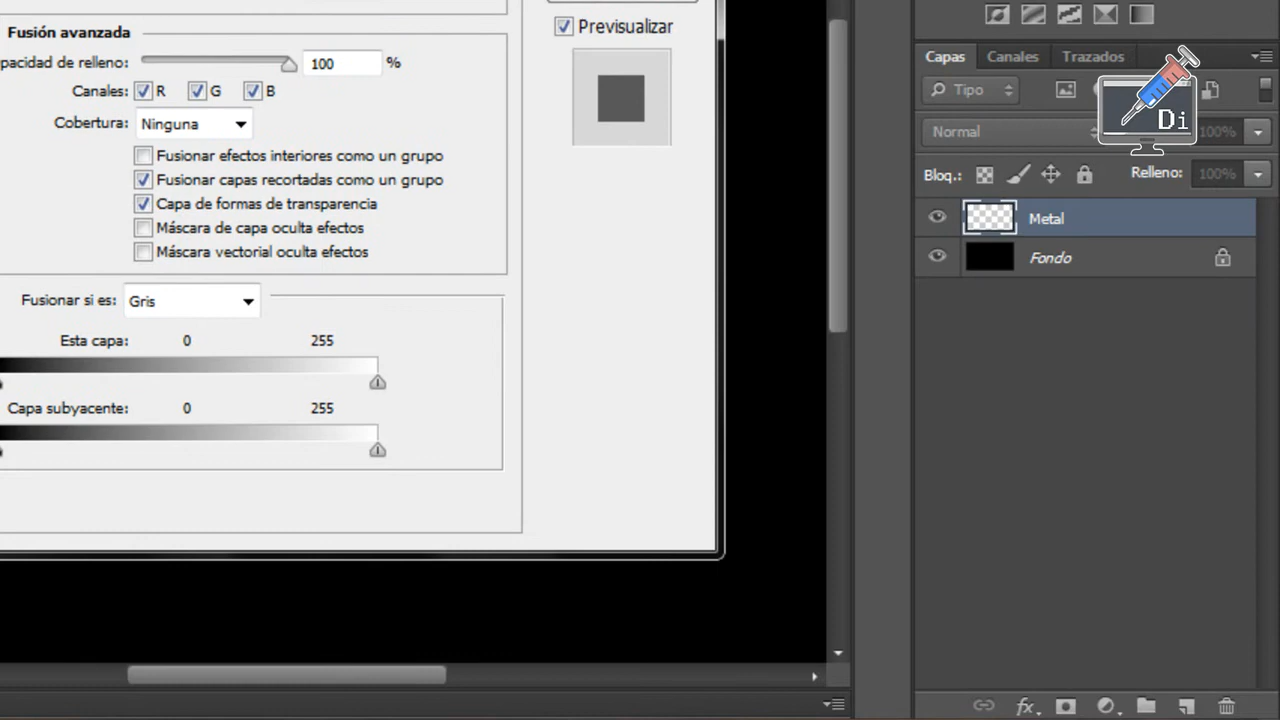 Fusión avanzada
pacidad de relleno: 100 %
Canales: R G B
Cobertura: Ninguna
Fusionar efectos interiores como un grupo
Fusionar capas recortadas como un grupo
Capa de formas de transparencia
Máscara de capa oculta efectos
Máscara vectorial oculta efectos
Fusionar si es: Gris
Esta capa: 0 255
Capa subyacente: 0 255
Previsualizar
Capas Canales Trazados
Tipo
Di
Normal 100%
Bloq.: Relleno: 100%
Metal
Fondo
fx